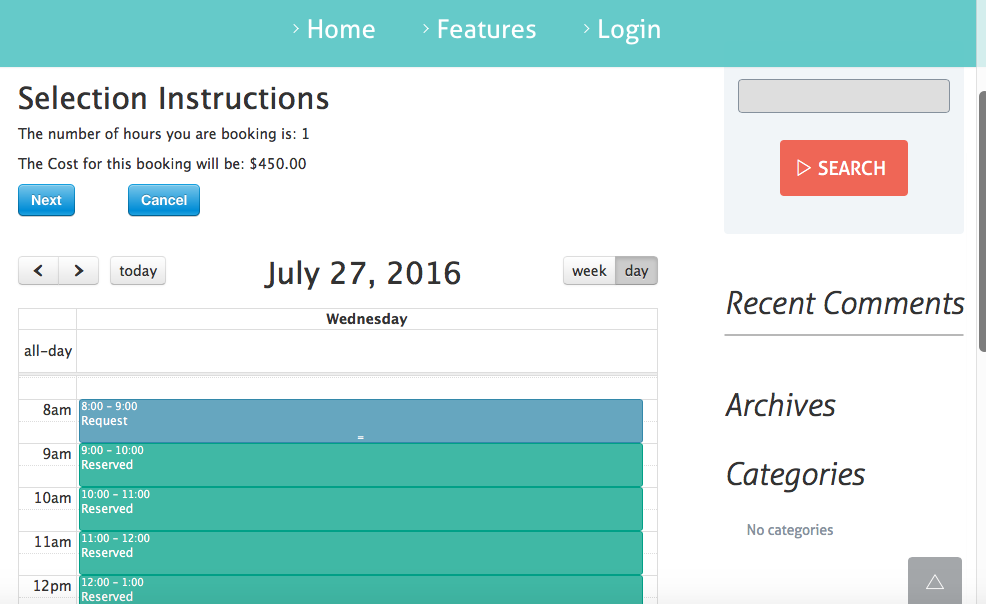 Home Features Login
Selection Instructions
The number of hours you are booking is: 1
The Cost for this booking will be: $450.00
Next Cancel
today
July 27, 2016
week day
Wednesday
all-day
8am
8:00 - 9:00
Request
9am
9:00 - 10:00
Reserved
10am
10:00 - 11:00
Reserved
11am
11:00 - 12:00
Reserved
12pm
12:00 - 1:00
Reserved
SEARCH
Recent Comments
Archives
Categories
No categories